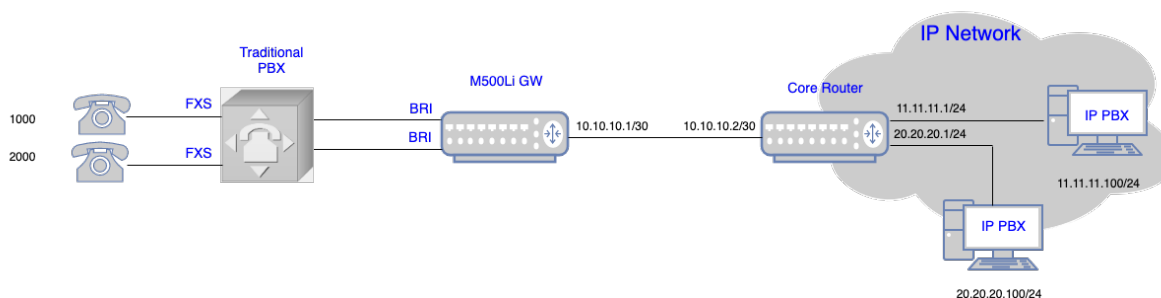 IP Network
Traditional
PBX
M500Li GW
Core Router
FXS
BRI
11.11.11.1/24
1000
IP PBX
10.10.10.1/30
10.10.10.2/30
20.20.20.1/24
BRI
2000
FXS
11.11.11.100/24
IP PBX
20.20.20.100/24